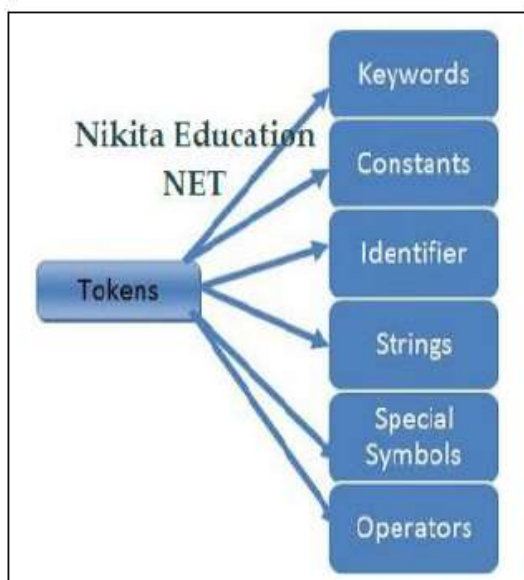 Nikita Education
NET
Tokens
Keywords
Constants
Identifier
Strings
Special
Symbols
Operators